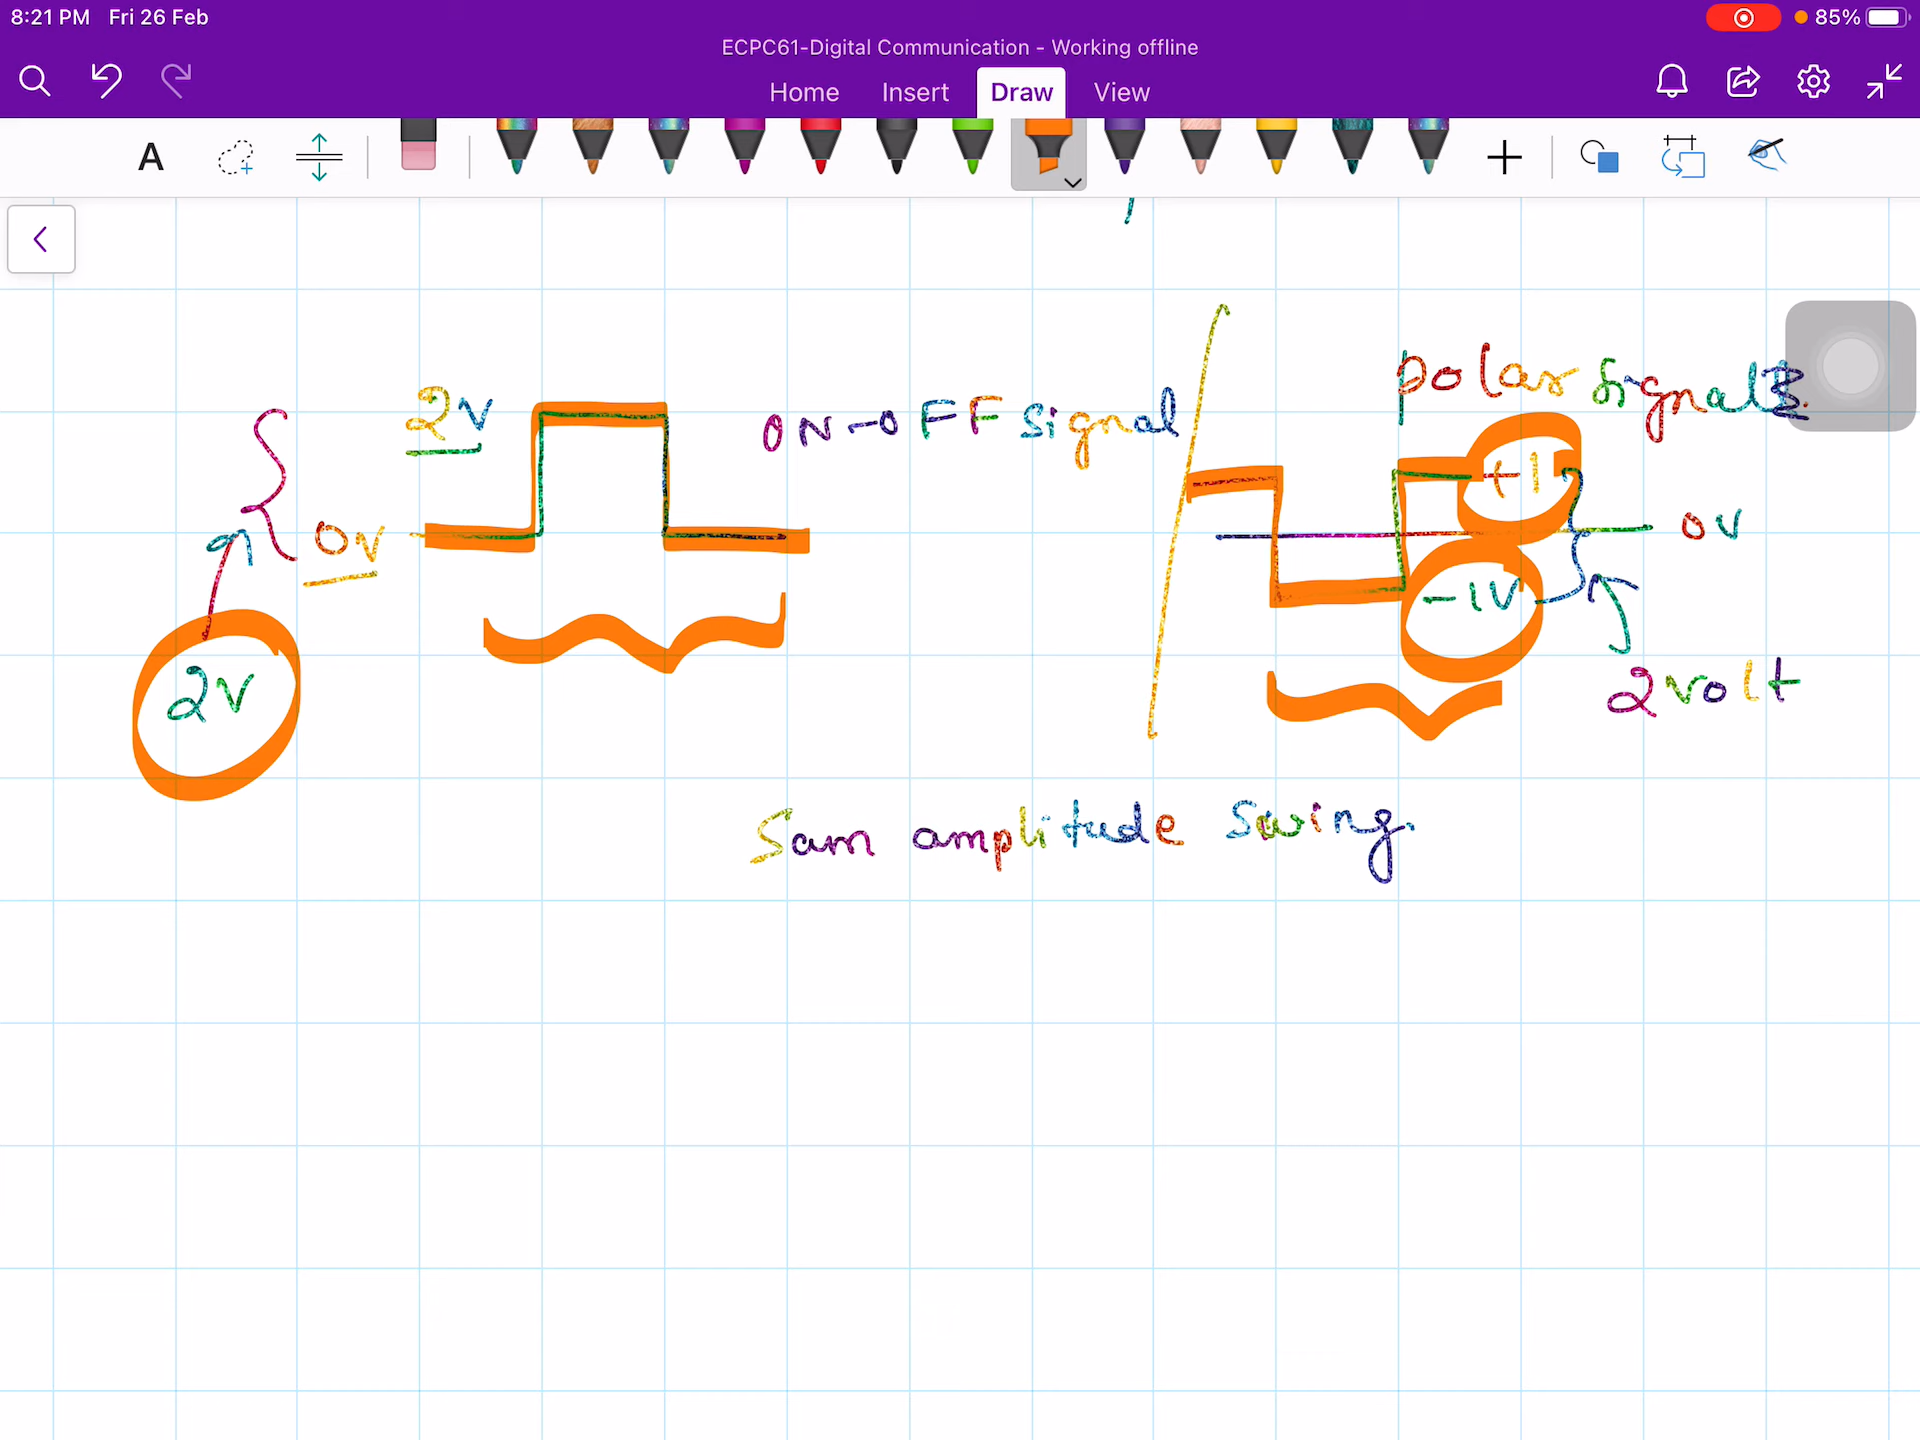 8:21 PM Fri 26 Feb
85%
ECPC61-Digital Communication - Working offline
Home Insert Draw View
A
polar signal
2V
ON-OFF signal
+1
0V
0V
-1V
2V
2volt
Sam amplitude swing.